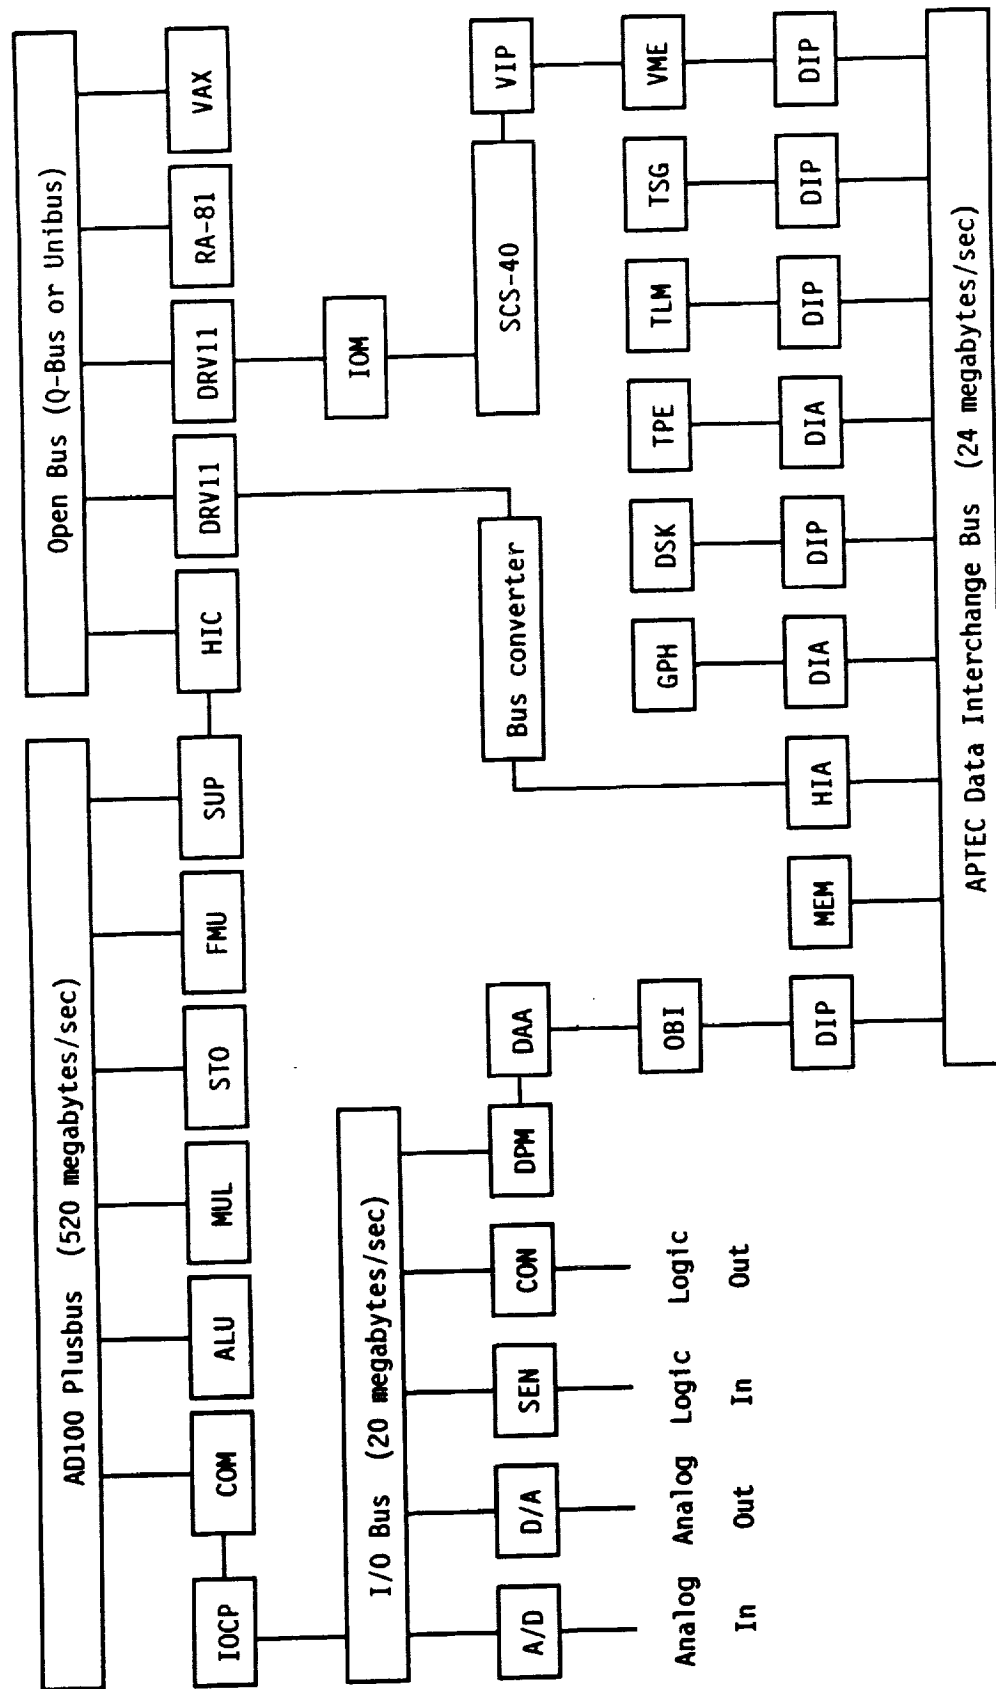 AD100 Plusbus (520 megabytes/sec)
Open Bus (Q-Bus or Unibus)
IOCP
COM
ALU
MUL
STO
FMU
SUP
HIC
DRV11
DRV11
RA-81
VAX
I/O Bus (20 megabytes/sec)
IOM
A/D
D/A
SEN
CON
DPM
DAA
Bus converter
SCS-40
VIP
Analog Analog Logic Logic
In Out In Out
OBI
GPH
DSK
TPE
TLM
TSG
VME
DIP
MEM
HIA
DIA
DIP
DIA
DIP
DIP
DIP
APTEC Data Interchange Bus (24 megabytes/sec)